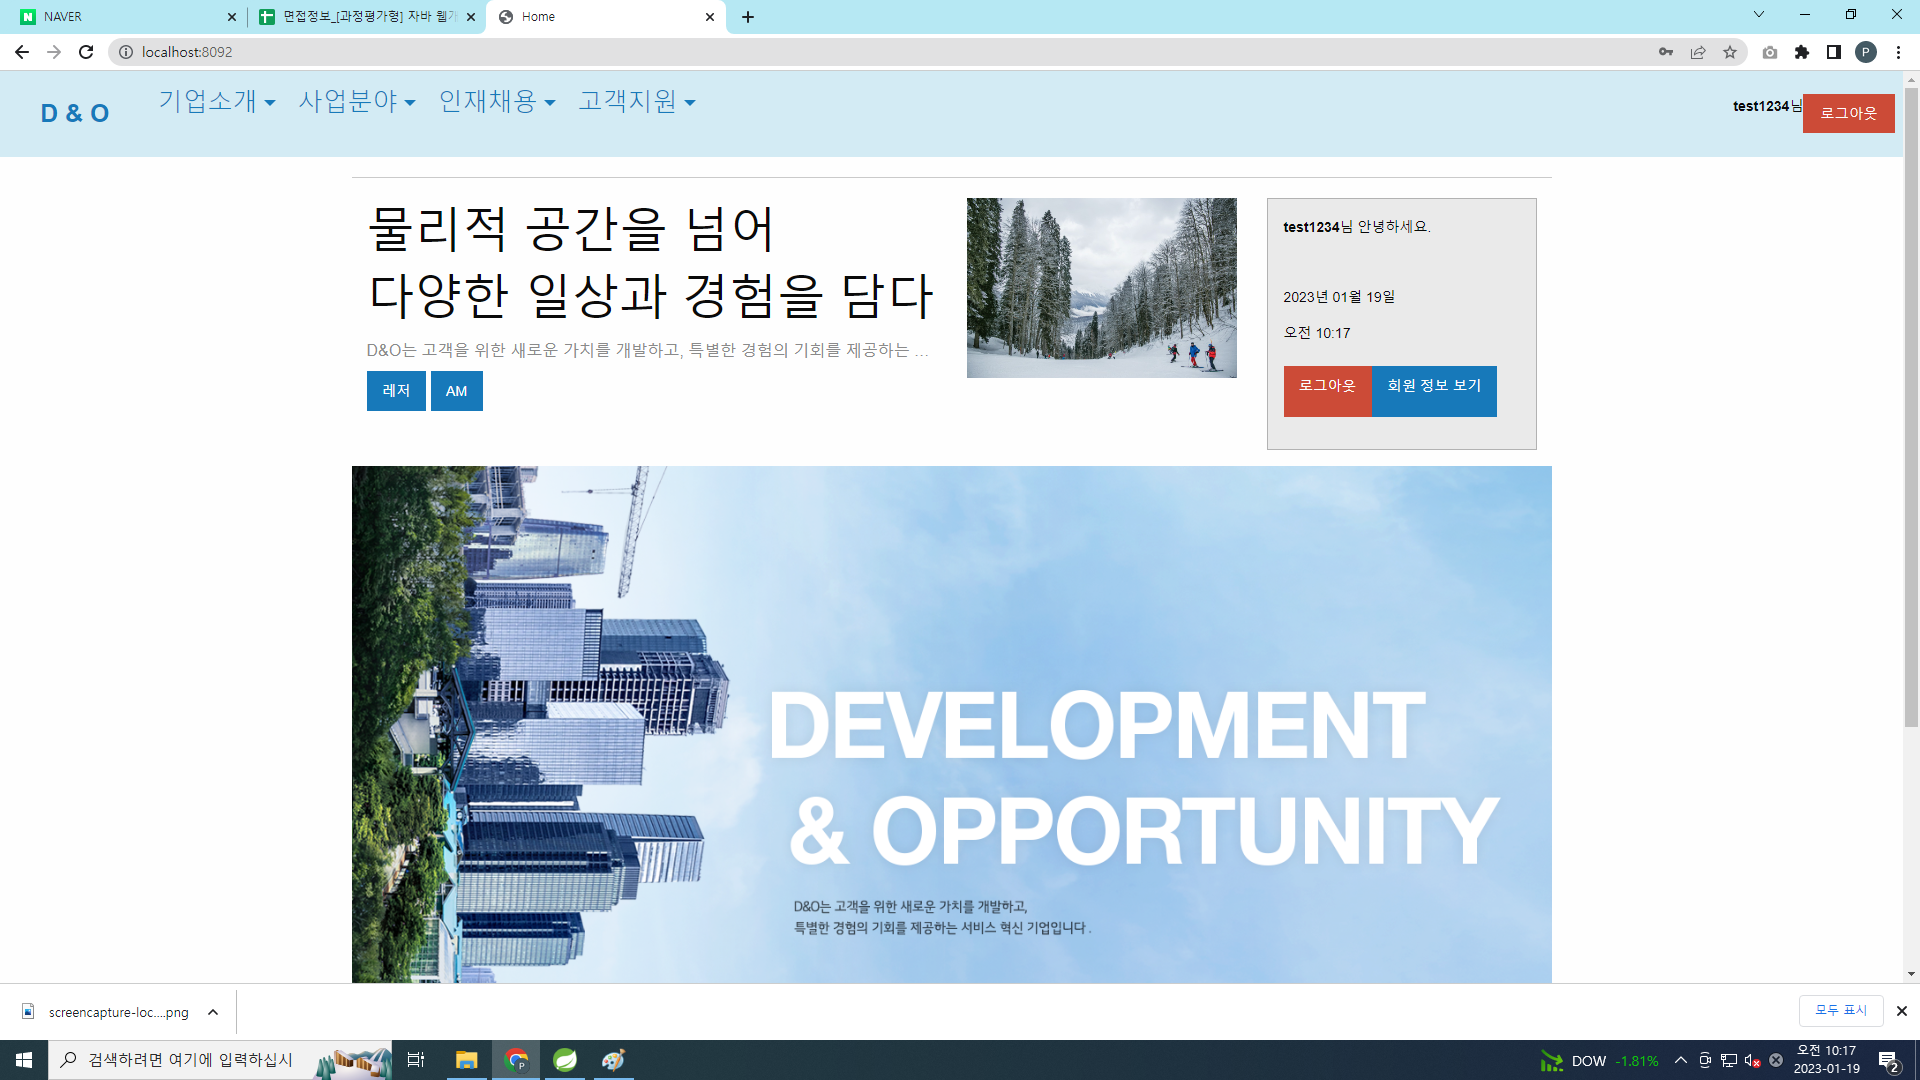 NAVER
면접정보_[과정평가형] 자바 웹개
Home
localhost:8092
P
D & O
기업소개
사업분야
인재채용
고객지원
test1234님
로그아웃
물리적 공간을 넘어
다양한 일상과 경험을 담다
D&O는 고객을 위한 새로운 가치를 개발하고, 특별한 경험의 기회를 제공하는 ...
레저
AM
test1234님 안녕하세요.
2023년 01월 19일
오전 10:17
로그아웃
회원 정보 보기
DEVELOPMENT
& OPPORTUNITY
D&O는 고객을 위한 새로운 가치를 개발하고,
특별한 경험의 기회를 제공하는 서비스 혁신 기업입니다 .
screencapture-loc....png
모두 표시
검색하려면 여기에 입력하십시
P
DOW -1.81%
오전 10:17
2023-01-19
2